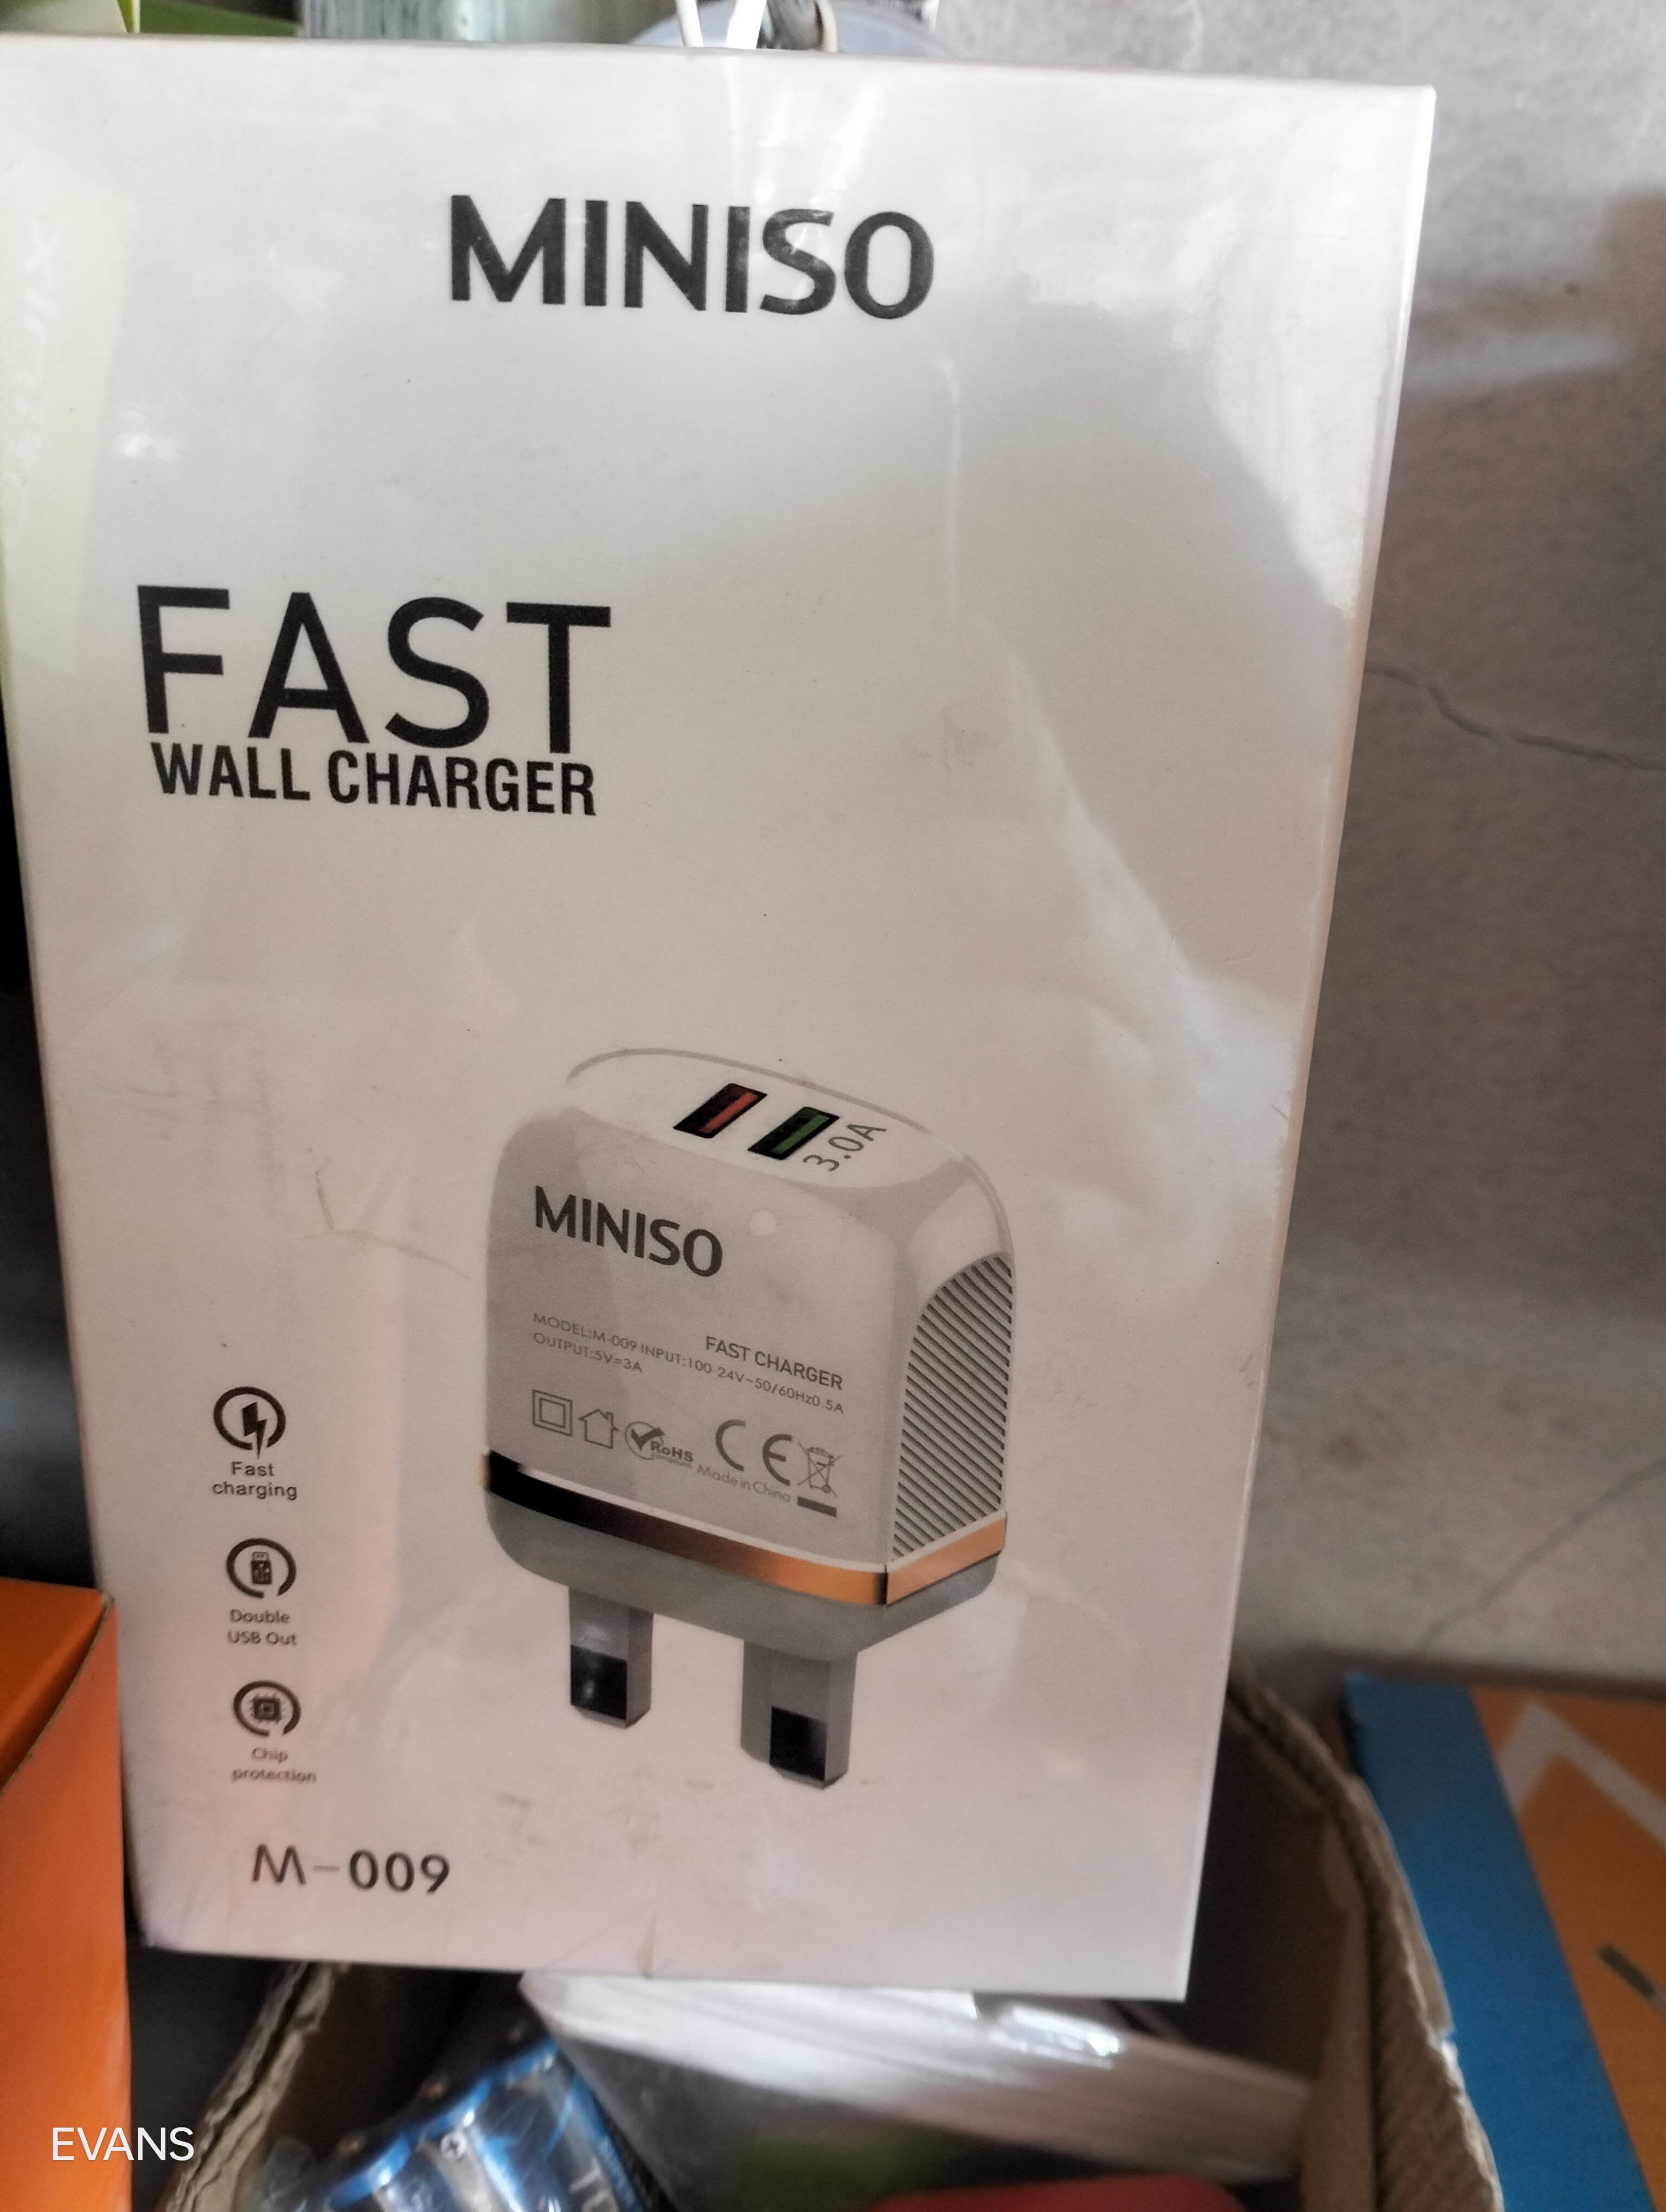 MINISO
FAST
WALL CHARGER
3.0A
MINISO
FAST CHARGER
MODEL:M-009 INPUT:100-24V~50/60Hz0.5A
OUTPUT:5V=3A
RoHS
CE
Made in China
Fast
charging
Double
USB Out
Chip
protection
M-009
EVANS